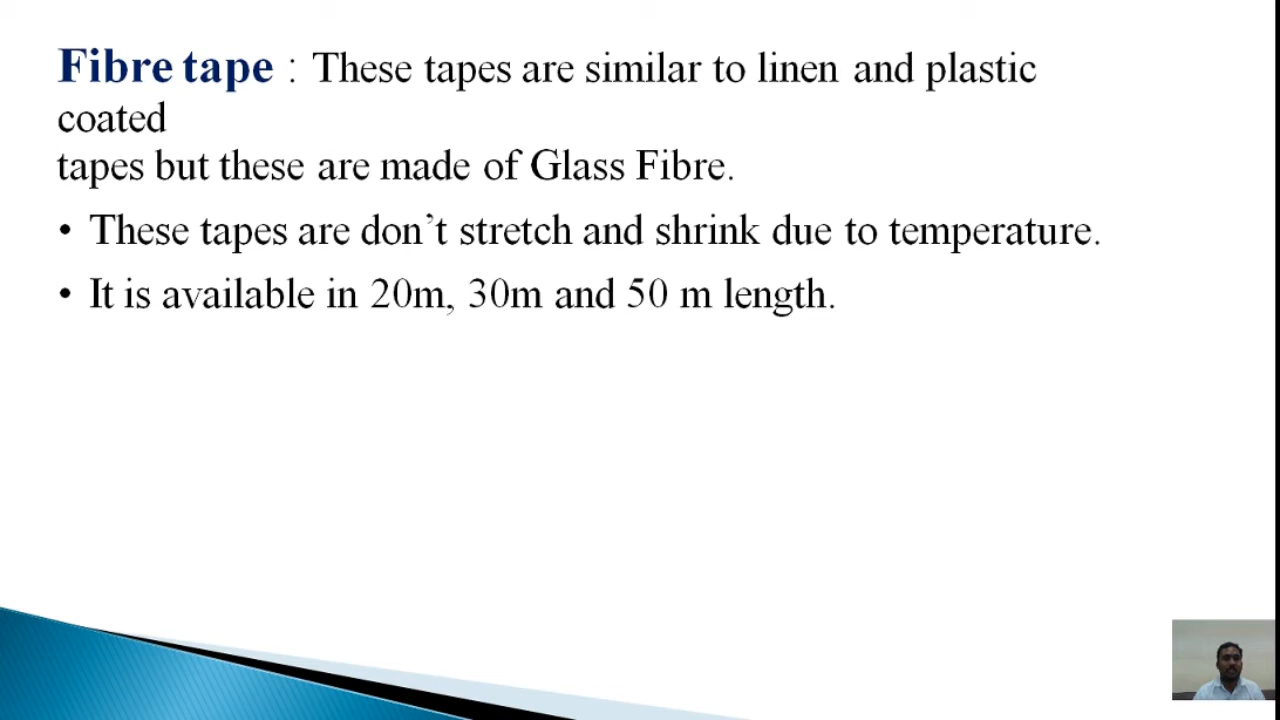 Fibre tape : These tapes are similar to linen and plastic
coated
tapes but these are made of Glass Fibre.
• These tapes are don’t stretch and shrink due to temperature.
• It is available in 20m, 30m and 50 m length.